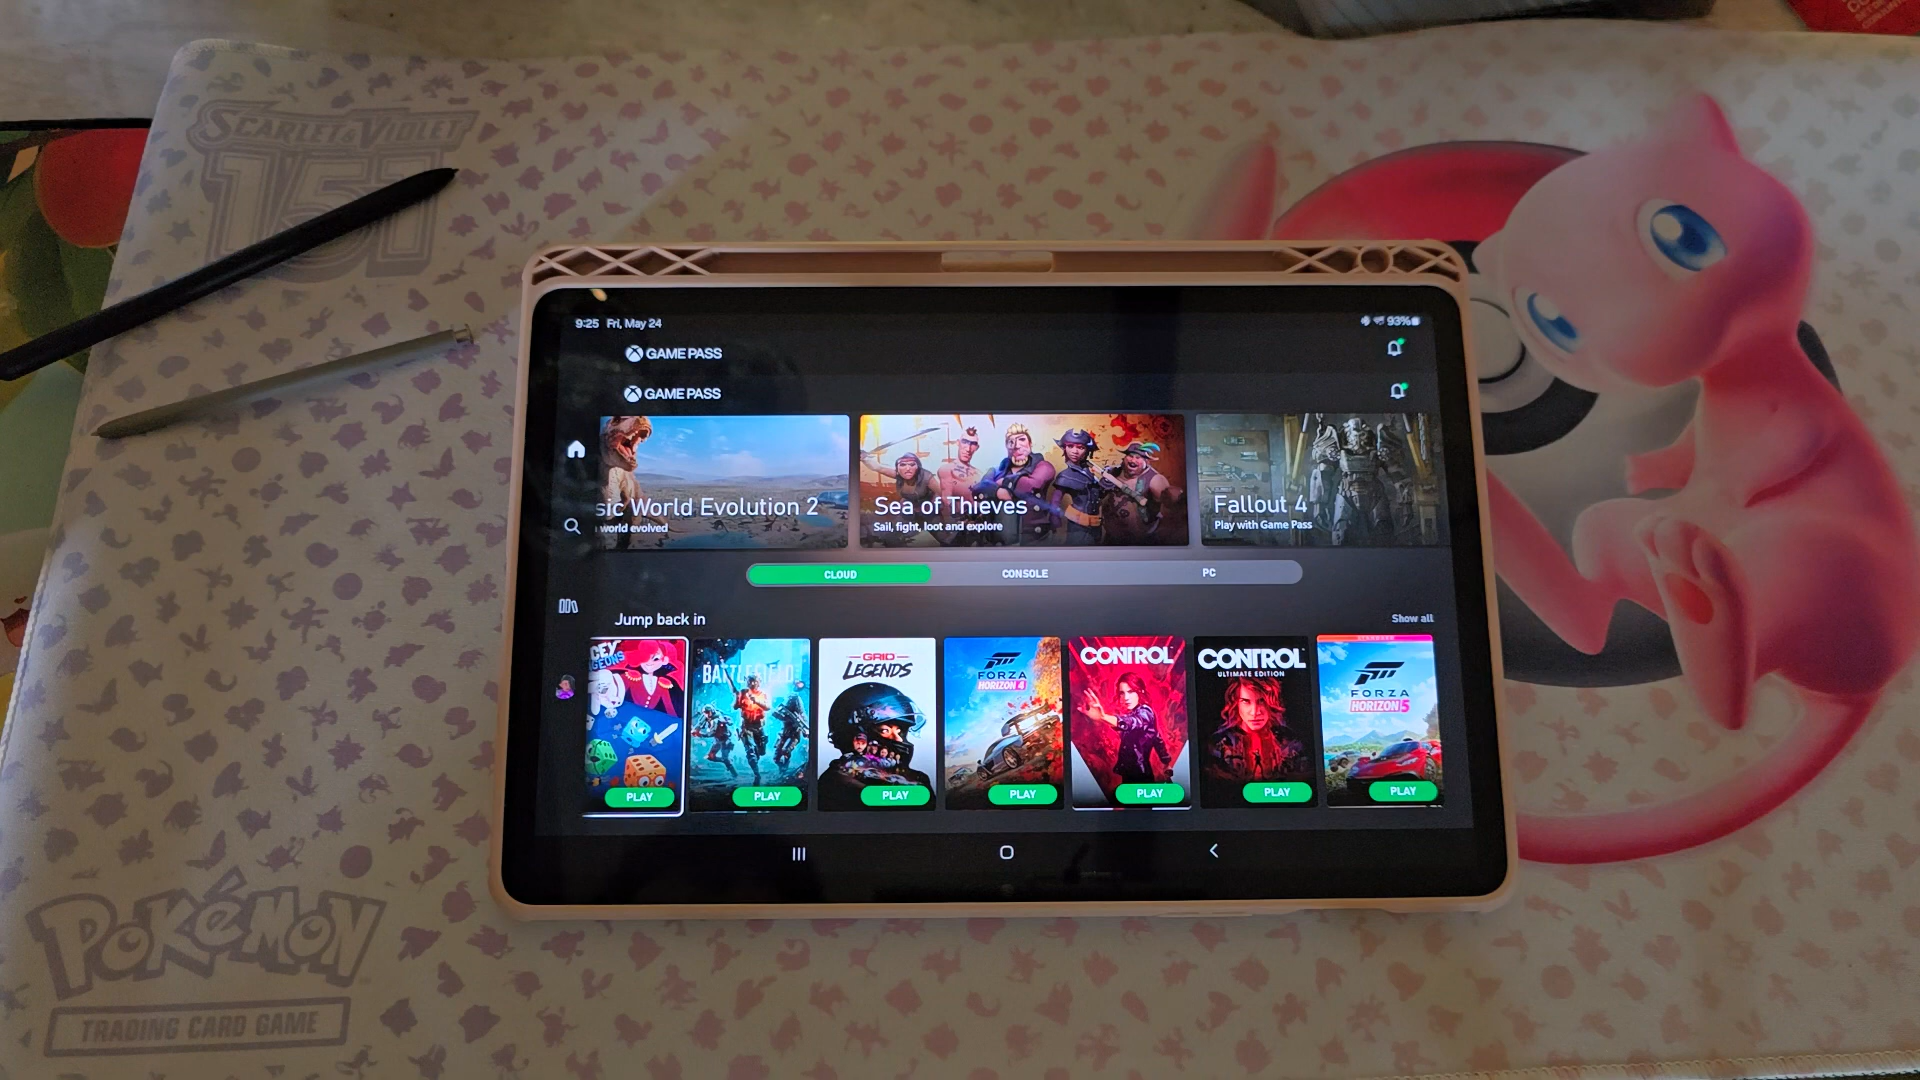 SCARLET & VIOLET
151
9:25 Fri, May 24
93%
GAME PASS
GAME PASS
sic World Evolution 2
world evolved
Sea of Thieves
Sail, fight, loot and explore
Fallout 4
Play with Game Pass
CLOUD
CONSOLE
PC
Jump back in
Show all
CEY
GEONS
PLAY
BATTLEFIELD
PLAY
GRID
LEGENDS
PLAY
FORZA
HORIZON 4
PLAY
CONTROL
PLAY
CONTROL
ULTIMATE EDITION
PLAY
FORZA
HORIZON 5
PLAY
POKéMON
TRADING CARD GAME